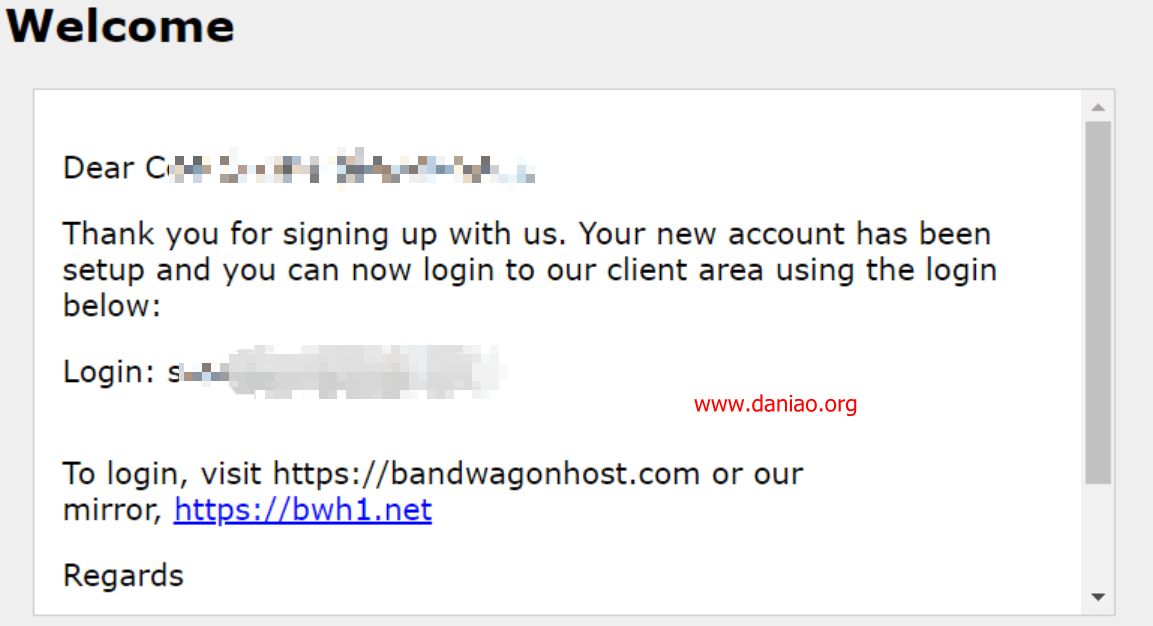 Welcome
Dear
Thank you for signing up with us. Your new account has been
setup and you can now login to our client area using the login
below:
Login:
www.daniao.org
To login, visit https://bandwagonhost.com or our
mirror, https://bwh1.net
Regards